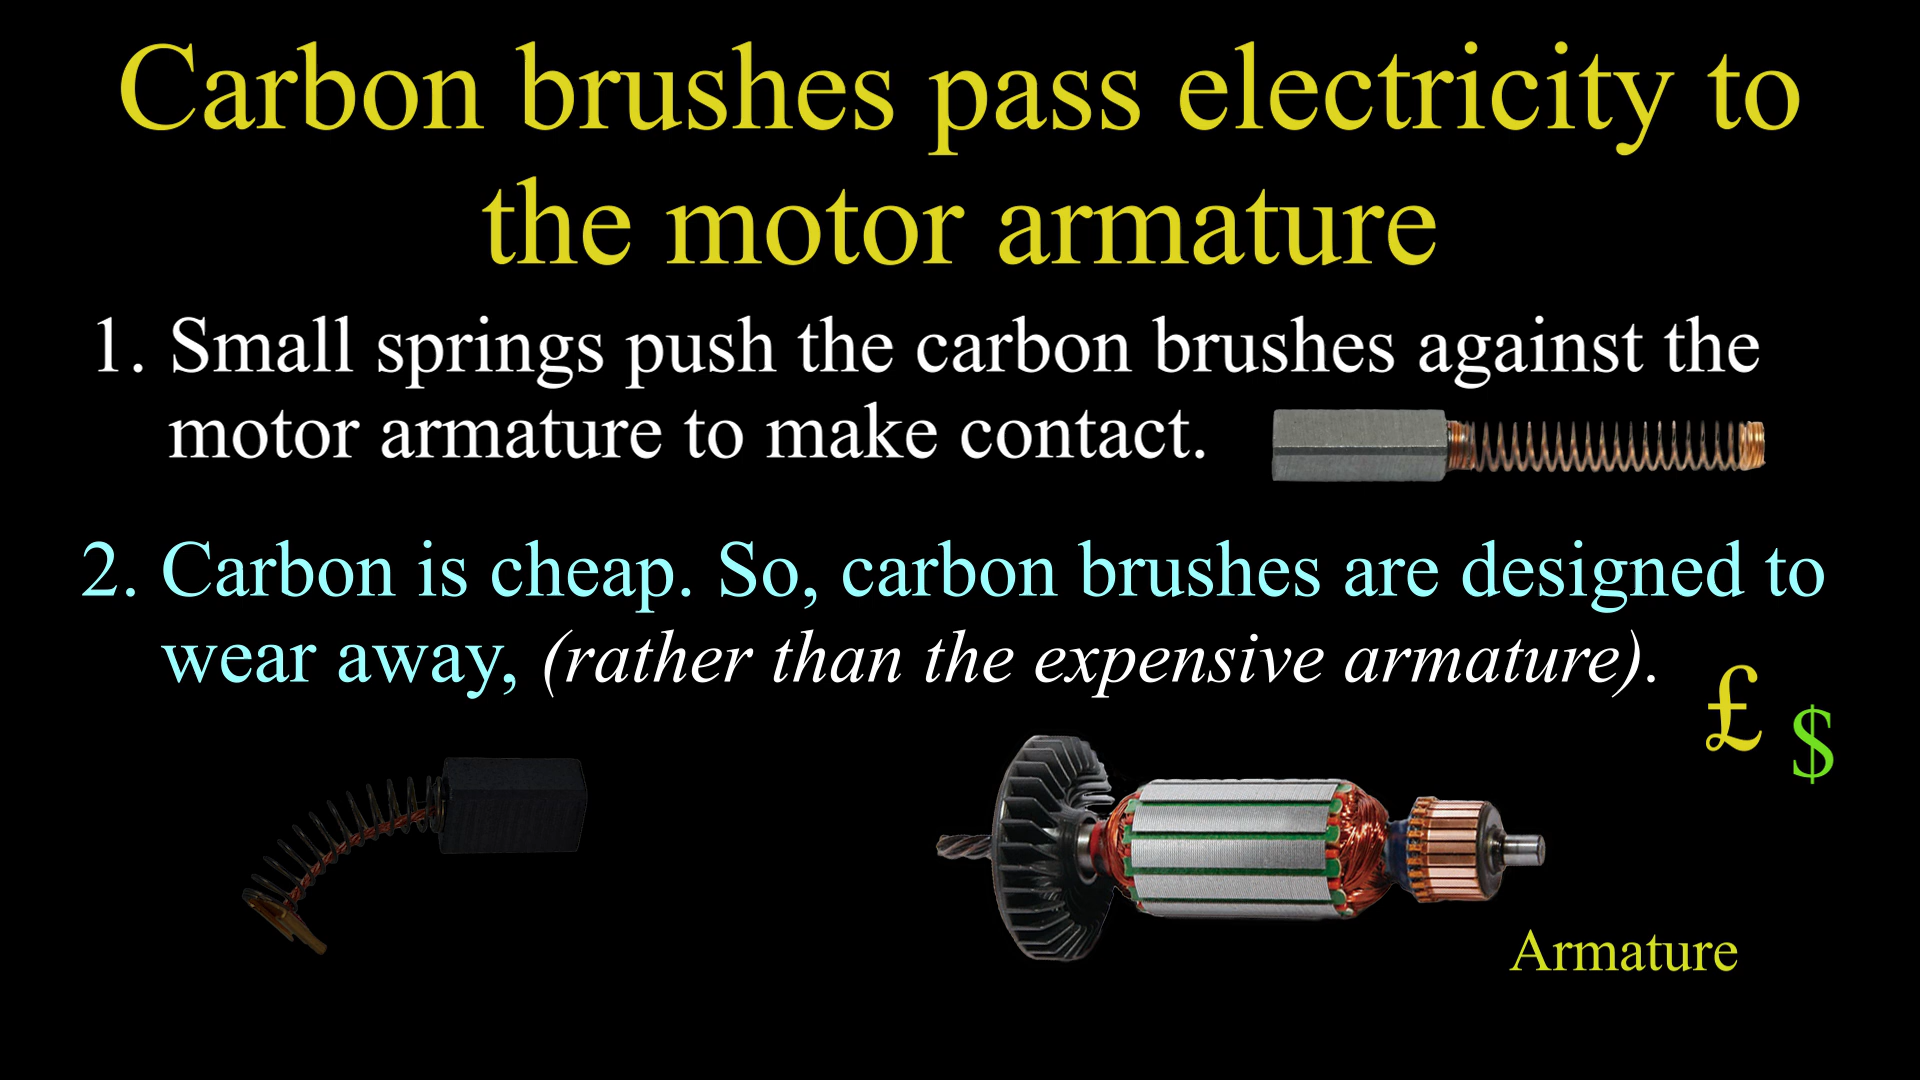 Carbon brushes pass electricity to
the motor armature
1. Small springs push the carbon brushes against the
motor armature to make contact.
2. Carbon is cheap. So, carbon brushes are designed to
wear away, (rather than the expensive armature).
£
$
Armature